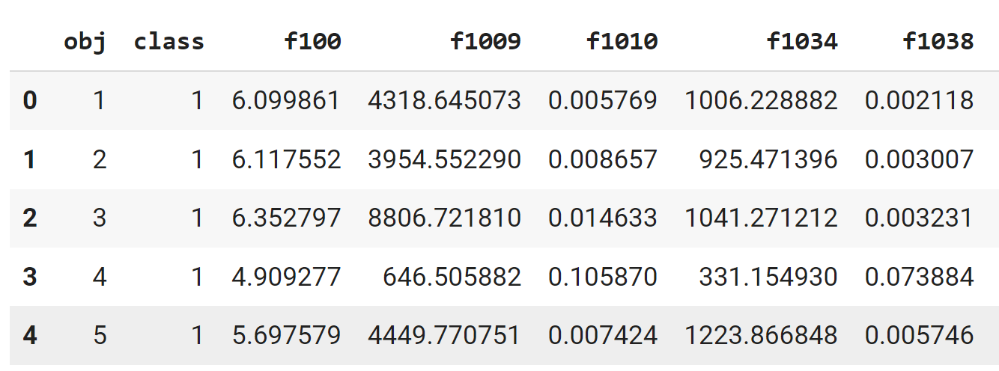 obj class f100 f1009 f1010 f1034 f1038
0 1 1 6.099861 4318.645073 0.005769 1006.228882 0.002118
1 2 1 6.117552 3954.552290 0.008657 925.471396 0.003007
2 3 1 6.352797 8806.721810 0.014633 1041.271212 0.003231
3 4 1 4.909277 646.505882 0.105870 331.154930 0.073884
4 5 1 5.697579 4449.770751 0.007424 1223.866848 0.005746